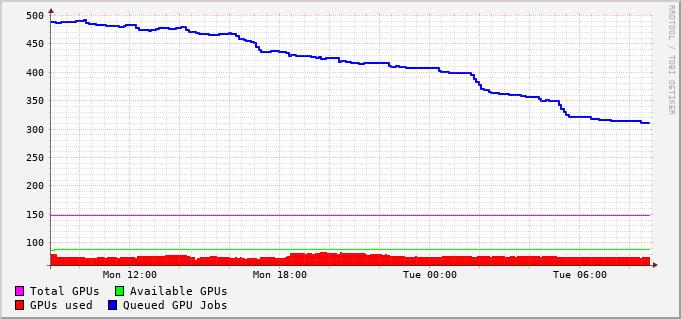 500
450
400
350
300
250
200
150
100
Mon 12:00 Mon 18:00 Tue 00:00 Tue 06:00
Total GPUs Available GPUs
GPUs used Queued GPU Jobs
RRDTOOL / TOBI OETIKER